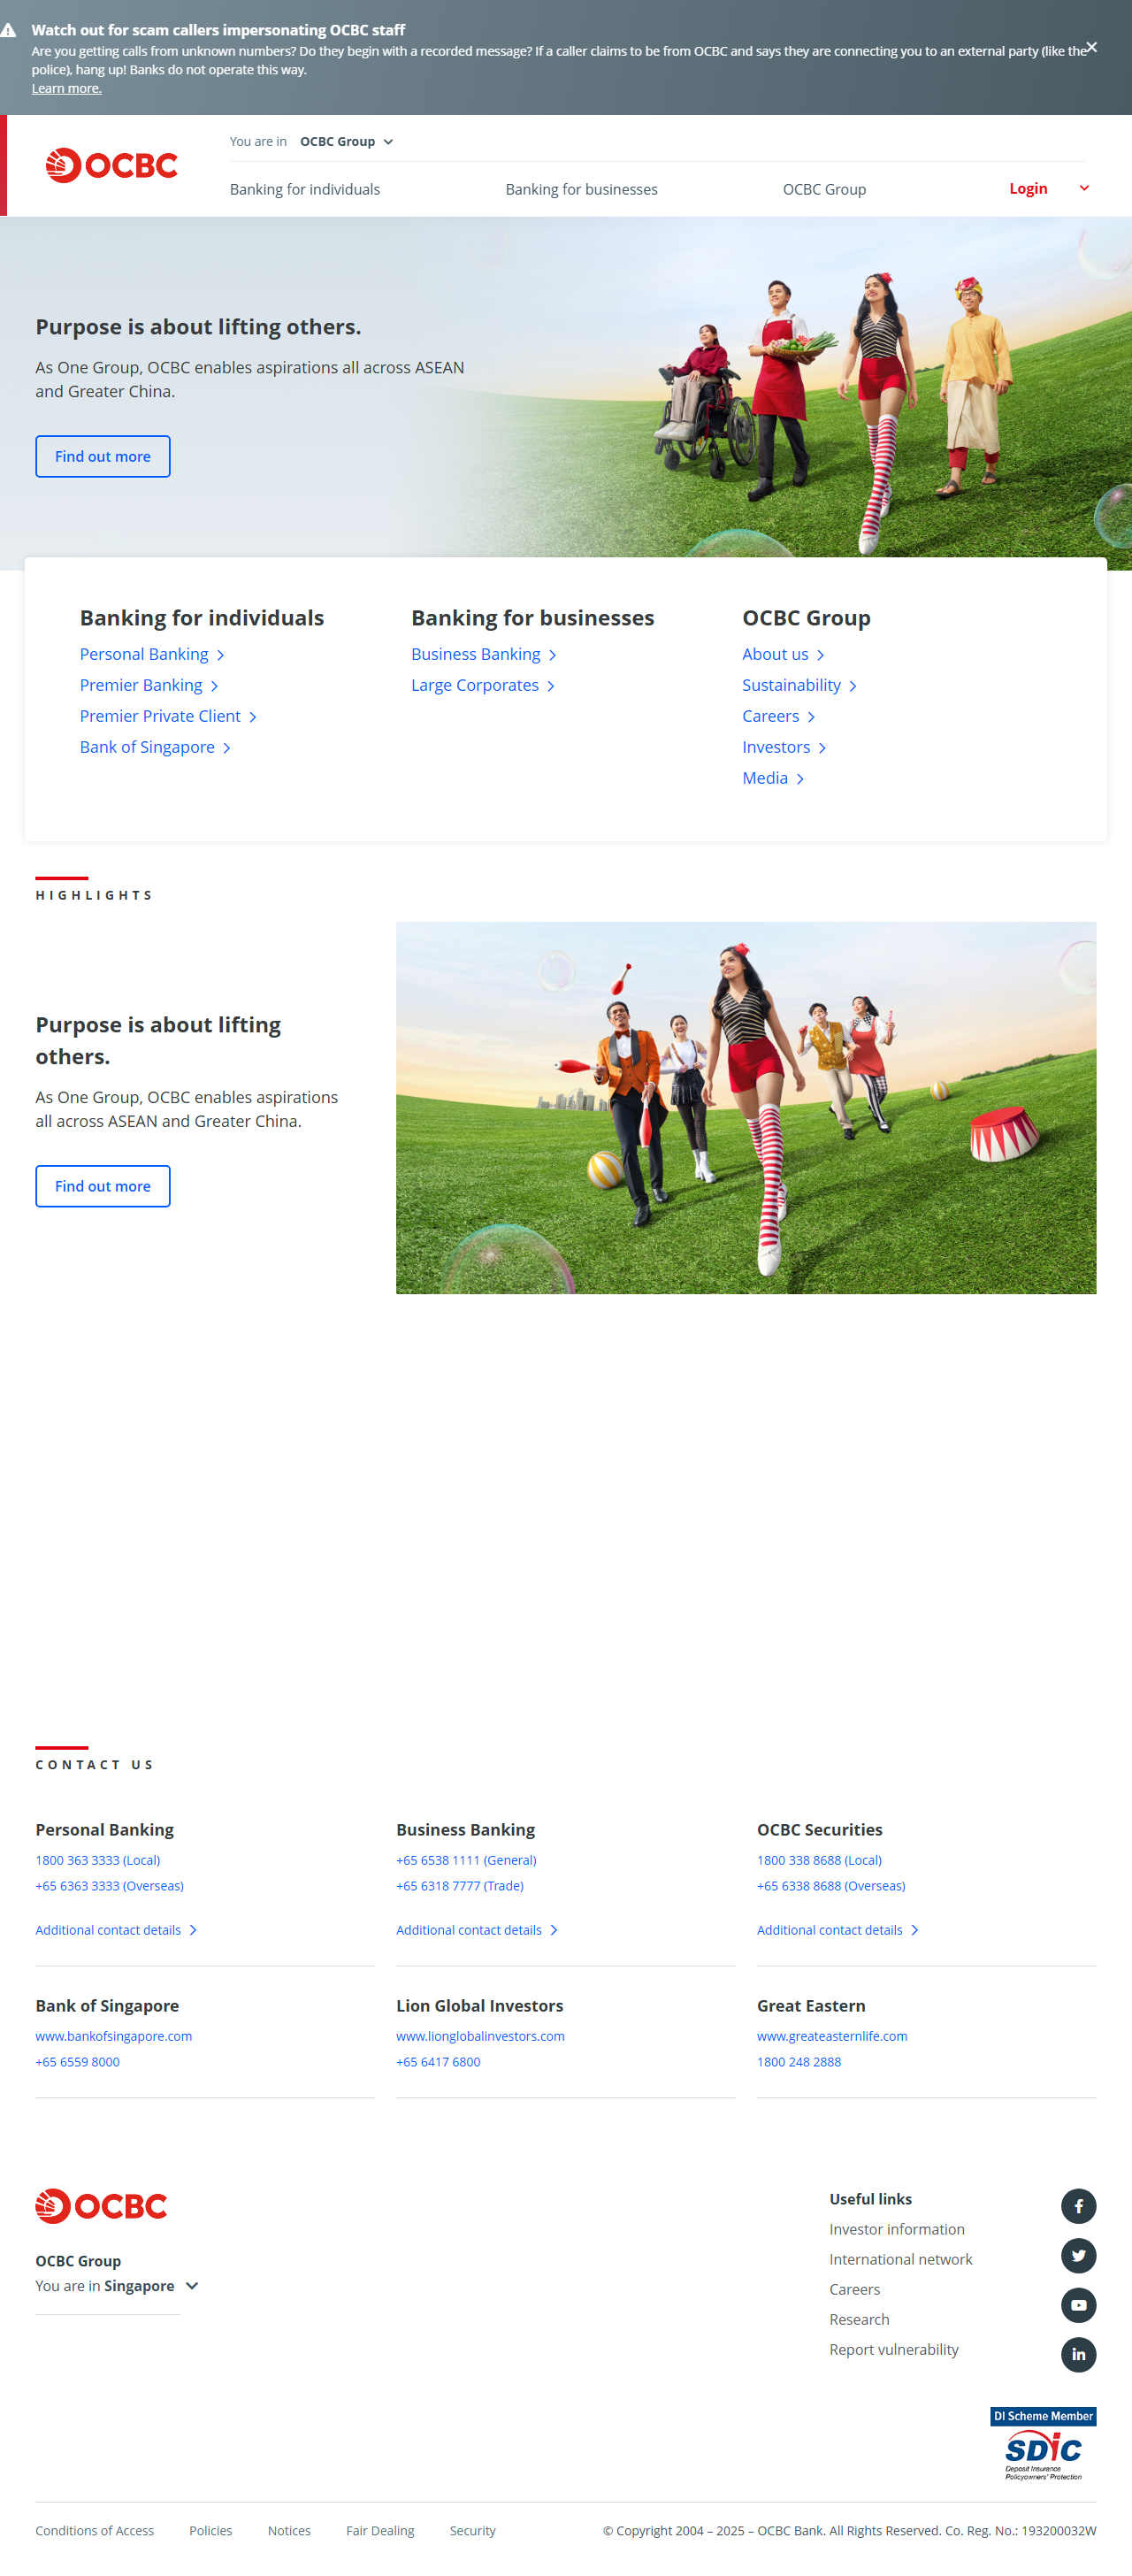 Watch out for scam callers impersonating OCBC staff
Are you getting calls from unknown numbers? Do they begin with a recorded message? If a caller claims to be from OCBC and says they are connecting you to an external party (like the
police), hang up! Banks do not operate this way.
Learn more.
OCBC
You are in OCBC Group
Banking for individuals
Banking for businesses
OCBC Group
Login
Purpose is about lifting others.
As One Group, OCBC enables aspirations all across ASEAN
and Greater China.
Find out more
Banking for individuals
Personal Banking
Premier Banking
Premier Private Client
Bank of Singapore
Banking for businesses
Business Banking
Large Corporates
OCBC Group
About us
Sustainability
Careers
Investors
Media
HIGHLIGHTS
Purpose is about lifting
others.
As One Group, OCBC enables aspirations
all across ASEAN and Greater China.
Find out more
CONTACT US
Personal Banking
1800 363 3333 (Local)
+65 6363 3333 (Overseas)
Additional contact details
Business Banking
+65 6538 1111 (General)
+65 6318 7777 (Trade)
Additional contact details
OCBC Securities
1800 338 8688 (Local)
+65 6338 8688 (Overseas)
Additional contact details
Bank of Singapore
www.bankofsingapore.com
+65 6559 8000
Lion Global Investors
www.lionglobalinvestors.com
+65 6417 6800
Great Eastern
www.greateasternlife.com
1800 248 2888
OCBC
OCBC Group
You are in Singapore
Useful links
Investor information
International network
Careers
Research
Report vulnerability
DI Scheme Member
SDIC
Deposit Insurance
Policyowners' Protection
Conditions of Access
Policies
Notices
Fair Dealing
Security
© Copyright 2004 – 2025 – OCBC Bank. All Rights Reserved. Co. Reg. No.: 193200032W